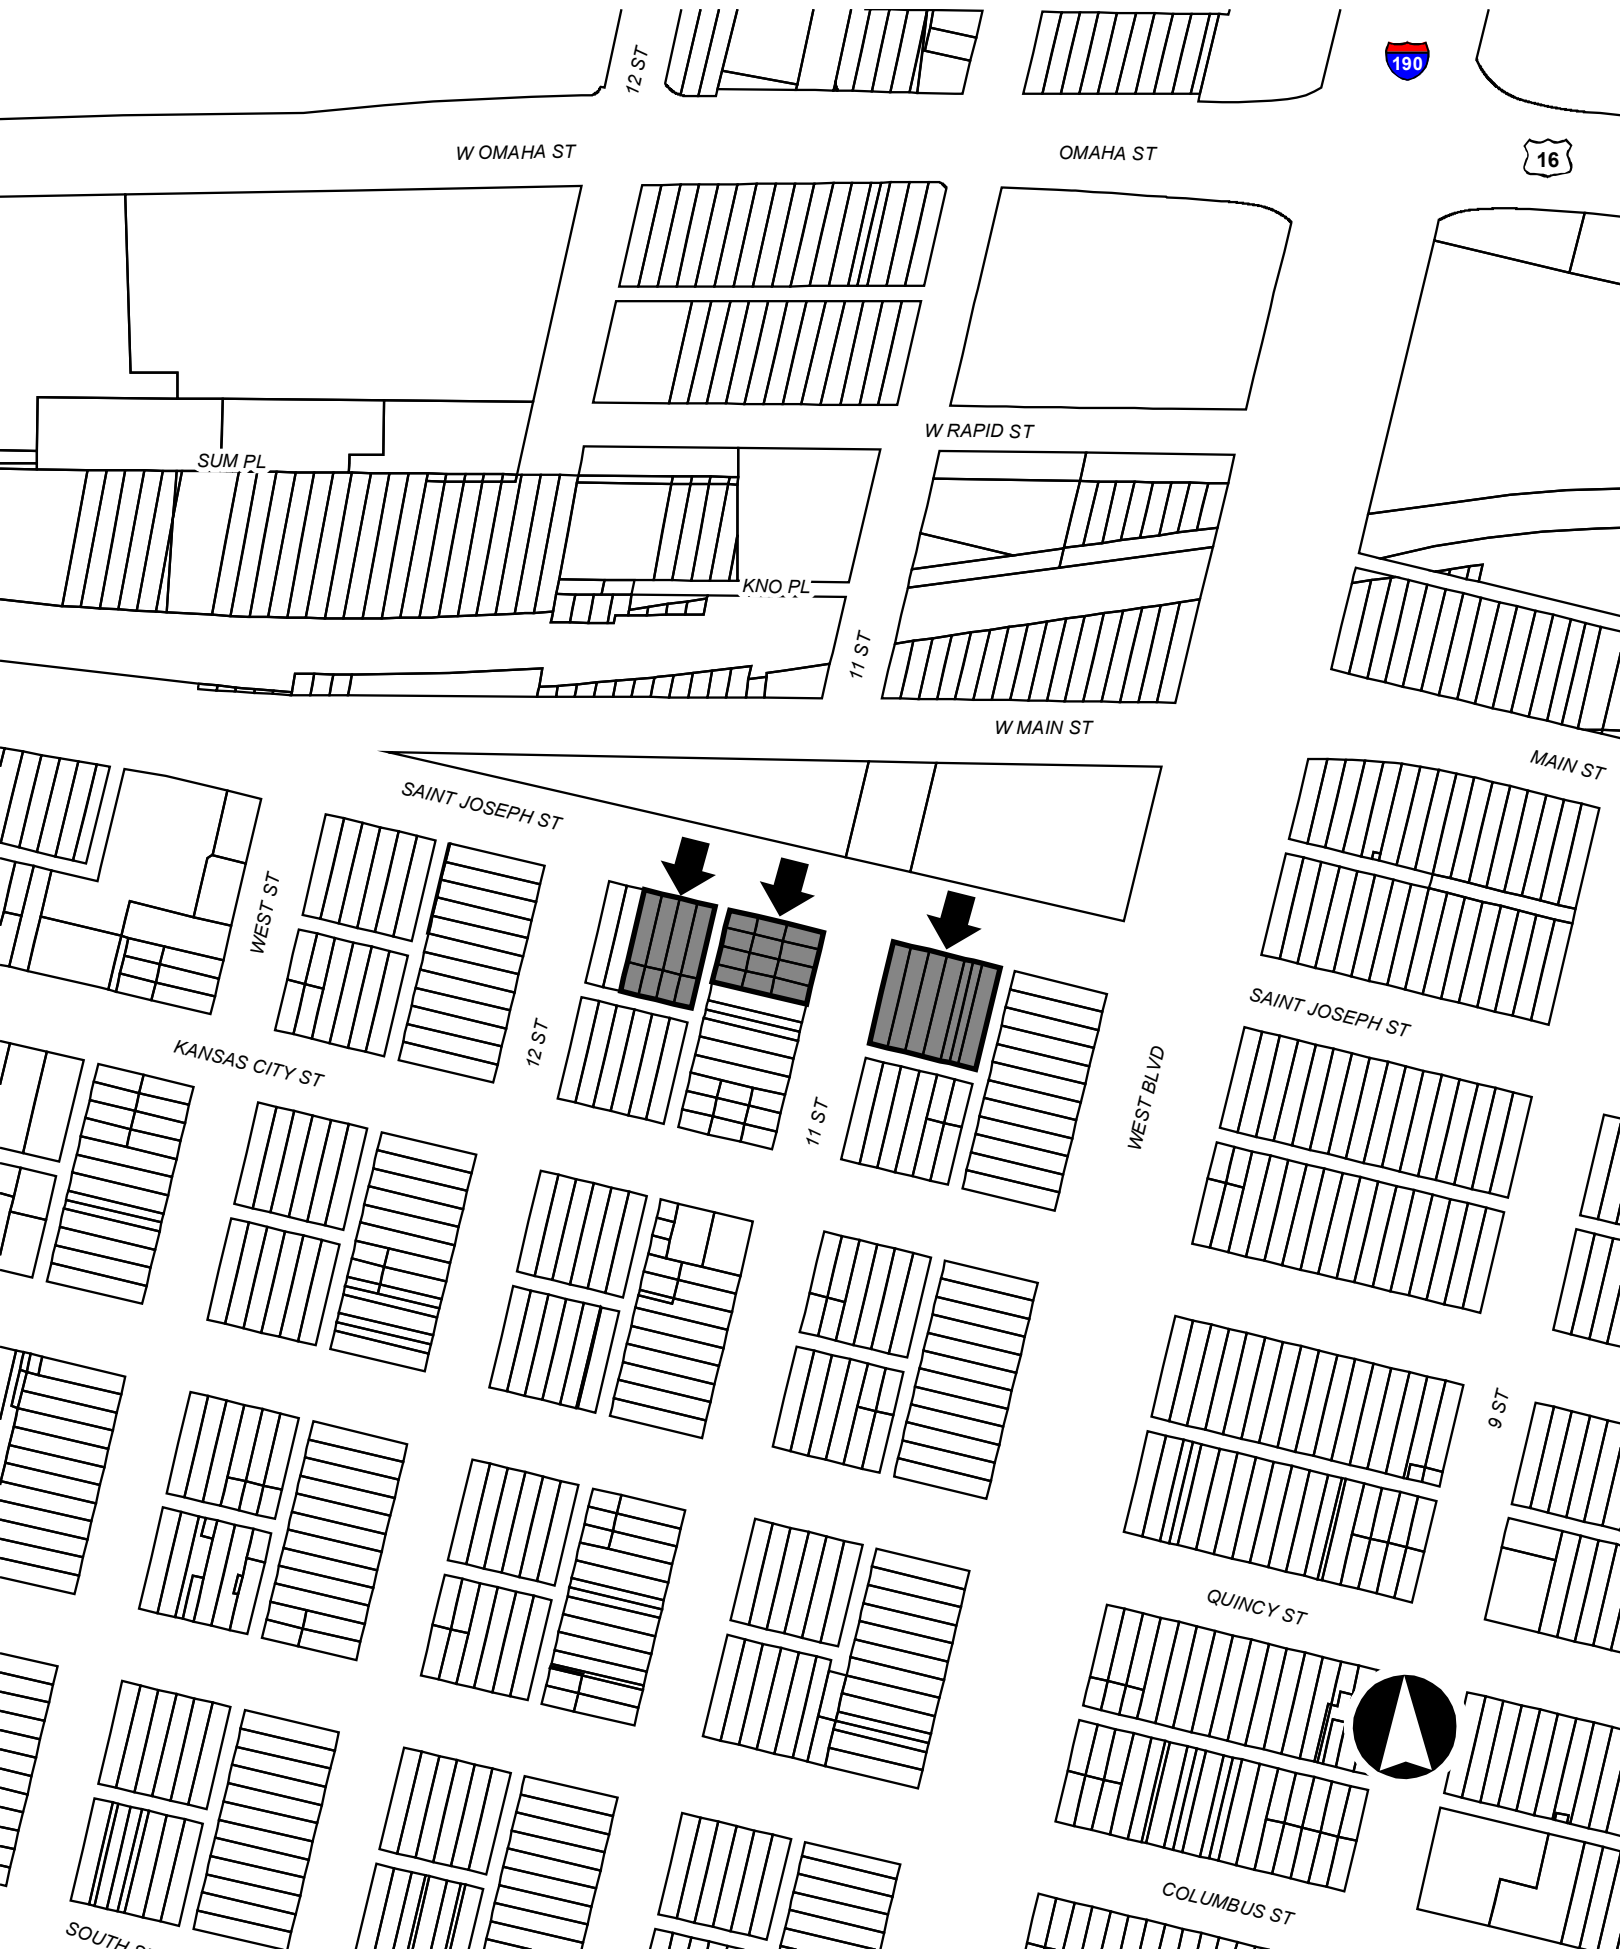 12 ST
190
W OMAHA ST
OMAHA ST
16
W RAPID ST
SUM PL
KNO PL
11 ST
W MAIN ST
MAIN ST
SAINT JOSEPH ST
WEST ST
SAINT JOSEPH ST
12 ST
KANSAS CITY ST
11 ST
WEST BLVD
9 ST
QUINCY ST
COLUMBUS ST
SOUTH